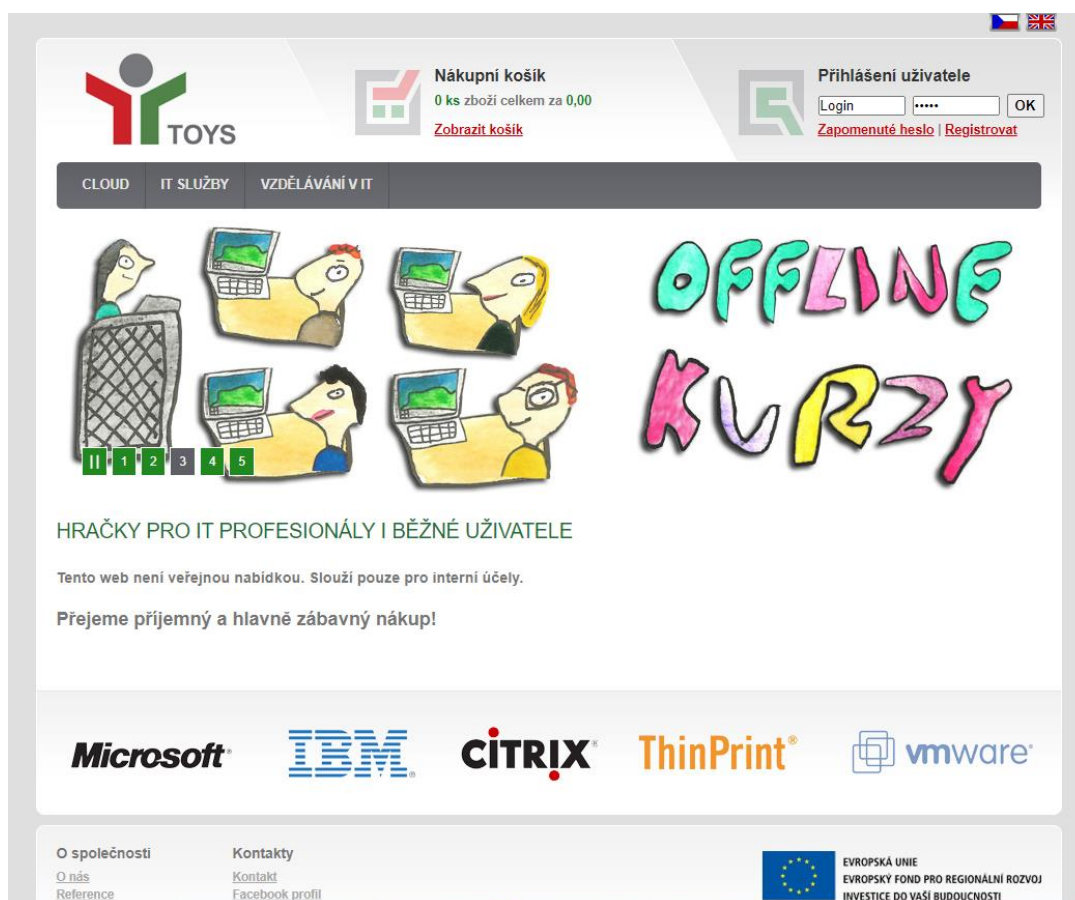 Nákupní košík
0 ks zboží celkem za 0,00
Zobrazit košík
Přihlášení uživatele
Login ••••• OK
Zapomenuté heslo | Registrovat
TOYS
CLOUD IT SLUŽBY VZDĚLÁVÁNÍ V IT
OFFLINE
KURZY
1 2 3 4 5
HRAČKY PRO IT PROFESIONÁLY I BĚŽNÉ UŽIVATELE
Tento web není veřejnou nabídkou. Slouží pouze pro interní účely.
Přejeme příjemný a hlavně zábavný nákup!
Microsoft® IBM® CITRIX® ThinPrint® vmware®
O společnosti
O nás
Reference
Kontakty
Kontakt
Facebook profil
EVROPSKÁ UNIE
EVROPSKÝ FOND PRO REGIONÁLNÍ ROZVOJ
INVESTICE DO VAŠÍ BUDOUCNOSTI